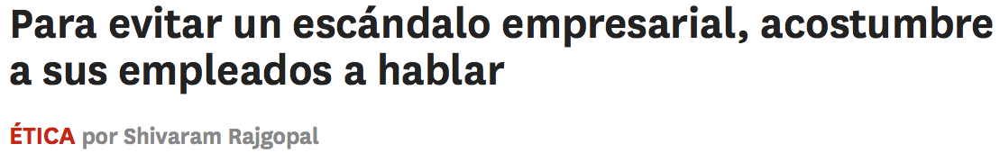 Para evitar un escándalo empresarial, acostumbre
a sus empleados a hablar
ÉTICA por Shivaram Rajgopal